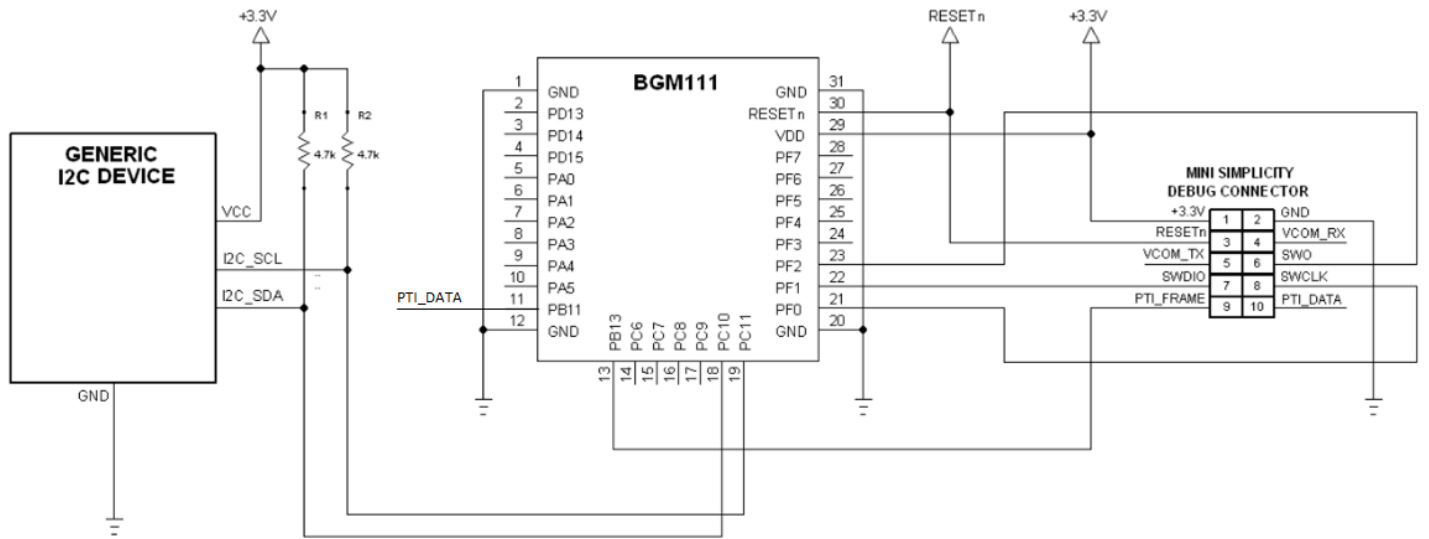 +3.3V
RESETn
+3.3V
GENERIC
I2C DEVICE
VCC
I2C_SCL
I2C_SDA
GND
R1
R2
4.7k
4.7k
BGM111
1 GND
2 PD13
3 PD14
4 PD15
5 PA0
6 PA1
7 PA2
8 PA3
9 PA4
10 PA5
PTI_DATA
11 PB11
12 GND
13 PB13
14 PC6
15 PC7
16 PC8
17 PC9
18 PC10
19 PC11
GND 31
RESETn 30
VDD 29
PF7 28
PF6 27
PF5 26
PF4 25
PF3 24
PF2 23
PF1 22
PF0 21
GND 20
MINI SIMPLICITY
DEBUG CONNECTOR
+3.3V 1 2 GND
RESETn 3 4 VCOM_RX
VCOM_TX 5 6 SWO
SWDIO 7 8 SWCLK
PTI_FRAME 9 10 PTI_DATA